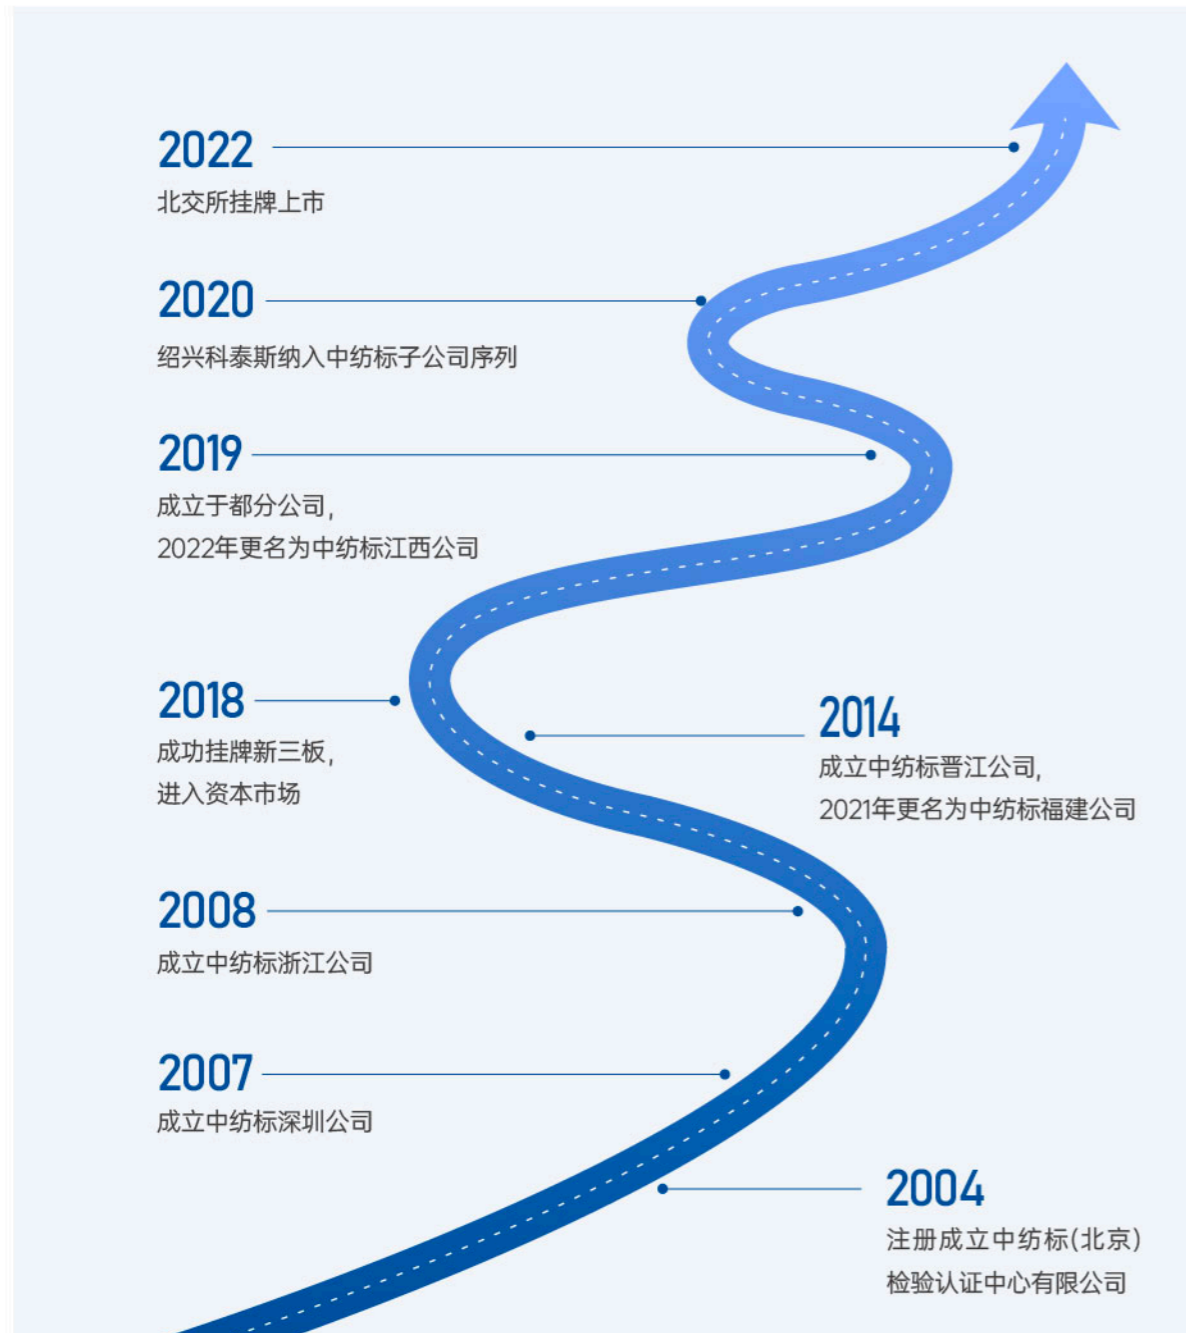 2022
北交所挂牌上市
2020
绍兴科泰斯纳入中纺标子公司序列
2019
成立于都分公司,
2022年更名为中纺标江西公司
2018
成功挂牌新三板,
进入资本市场
2014
成立中纺标晋江公司,
2021年更名为中纺标福建公司
2008
成立中纺标浙江公司
2007
成立中纺标深圳公司
2004
注册成立中纺标(北京)
检验认证中心有限公司